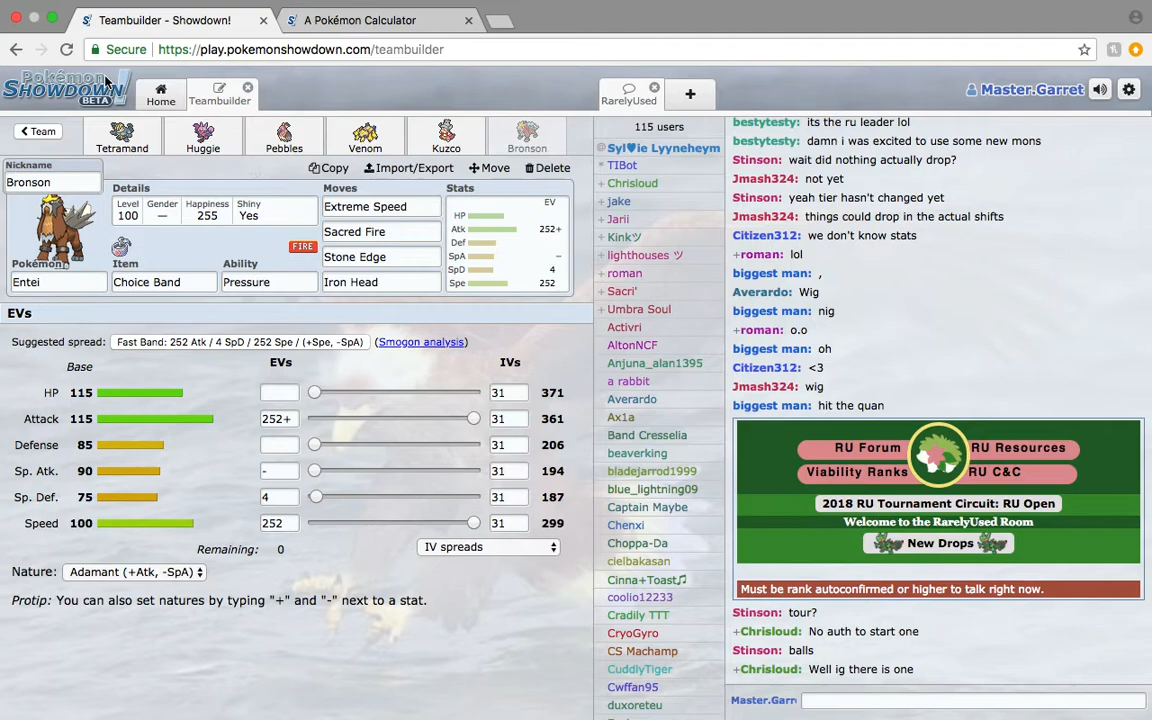 Teambuilder - Showdown!
A Pokémon Calculator
Secure https://play.pokemonshowdown.com/teambuilder
Pokémon
SHOWDOWN!
BETA
Home
Teambuilder
RarelyUsed
Master.Garret
Team
Tetramand
Huggie
Pebbles
Venom
Kuzco
Bronson
Nickname
Bronson
Copy
Import/Export
Move
Delete
Details
Level Gender Happiness Shiny
100 — 255 Yes
FIRE
Pokémon
Entei
Item
Choice Band
Ability
Pressure
Moves
Extreme Speed
Sacred Fire
Stone Edge
Iron Head
Stats
EV
HP
Atk 252+
Def
SpA –
SpD 4
Spe 252
EVs
Suggested spread: Fast Band: 252 Atk / 4 SpD / 252 Spe / (+Spe, -SpA) (Smogon analysis)
Base EVs IVs
HP 115 31 371
Attack 115 252+ 31 361
Defense 85 31 206
Sp. Atk. 90 - 31 194
Sp. Def. 75 4 31 187
Speed 100 252 31 299
Remaining: 0 IV spreads
Nature: Adamant (+Atk, -SpA)
Protip: You can also set natures by typing "+" and "-" next to a stat.
115 users
@Syl♥ie Lyyneheym
*TIBot
+Chrisloud
+jake
+Jarii
+Kinkツ
+lighthouses ツ
+roman
+Sacri'
+Umbra Soul
Activri
AltonNCF
Anjuna_alan1395
a rabbit
Averardo
Ax1a
Band Cresselia
beaverking
bladejarrod1999
blue_lightning09
Captain Maybe
Chenxi
Choppa-Da
cielbakasan
Cinna+Toast♫
coolio12233
Cradily TTT
CryoGyro
CS Machamp
CuddlyTiger
Cwffan95
duxoreteu
bestytesty: its the ru leader lol
bestytesty: damn i was excited to use some new mons
Stinson: wait did nothing actually drop?
Jmash324: not yet
Stinson: yeah tier hasn't changed yet
Jmash324: things could drop in the actual shifts
Citizen312: we don't know stats
+roman: lol
biggest man: ,
Averardo: Wig
biggest man: nig
+roman: o.o
biggest man: oh
Citizen312: <3
Jmash324: wig
biggest man: hit the quan
RU Forum
RU Resources
Viability Ranks
RU C&C
2018 RU Tournament Circuit: RU Open
Welcome to the RarelyUsed Room
New Drops
Must be rank autoconfirmed or higher to talk right now.
Stinson: tour?
+Chrisloud: No auth to start one
Stinson: balls
+Chrisloud: Well ig there is one
Master.Garr